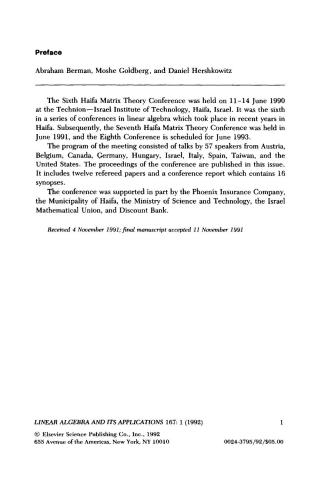 Preface
Abraham Berman, Moshe Goldberg, and Daniel Hershkowitz
The Sixth Haifa Matrix Theory Conference was held on 11–14 June 1990
at the Technion—Israel Institute of Technology, Haifa, Israel. It was the sixth
in a series of conferences in linear algebra which took place in recent years in
Haifa. Subsequently, the Seventh Haifa Matrix Theory Conference was held in
June 1991, and the Eighth Conference is scheduled for June 1993.
The program of the meeting consisted of talks by 57 speakers from Austria,
Belgium, Canada, Germany, Hungary, Israel, Italy, Spain, Taiwan, and the
United States. The proceedings of the conference are published in this issue.
It includes twelve refereed papers and a conference report which contains 16
synopses.
The conference was supported in part by the Phoenix Insurance Company,
the Municipality of Haifa, the Ministry of Science and Technology, the Israel
Mathematical Union, and Discount Bank.
Received 4 November 1991; final manuscript accepted 11 November 1991
LINEAR ALGEBRA AND ITS APPLICATIONS 167: 1 (1992) 1
© Elsevier Science Publishing Co., Inc., 1992
655 Avenue of the Americas, New York, NY 10010 0024-3795/92/$05.00